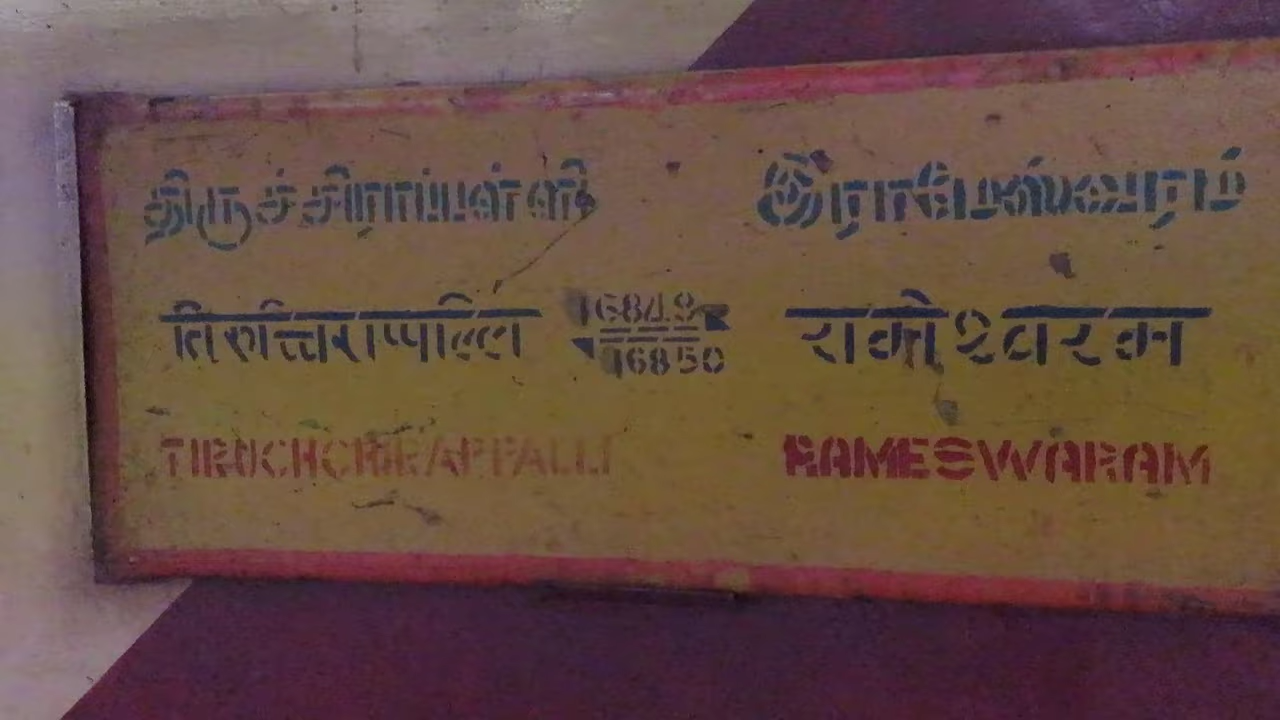 திருச்சிராப்பள்ளி இராமேஸ்வரம்
तिरुच्चिराप्पल्लि 16849 रामेश्वरम
16850
TIRUCHCHIRAPPALLI RAMESWARAM